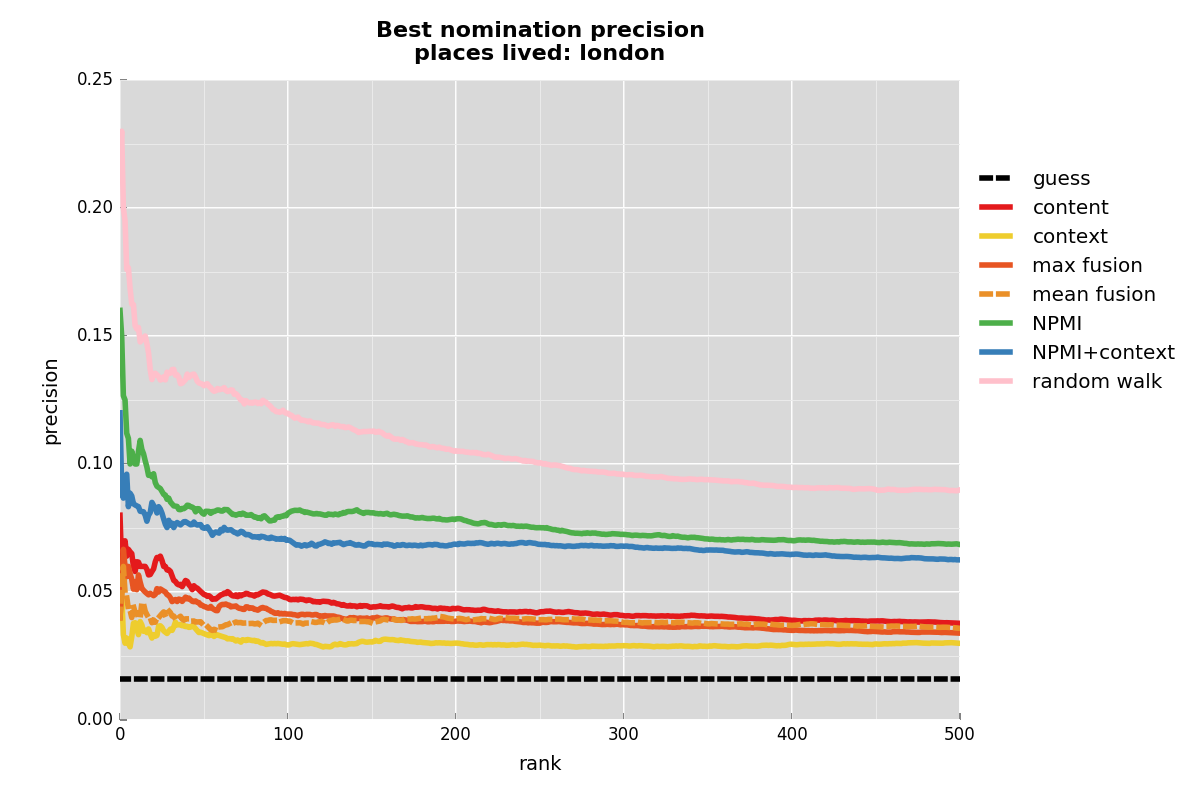 Best nomination precision
places lived: london
0.25
0.20
0.15
0.10
0.05
0.00
precision
0 100 200 300 400 500
rank
guess
content
context
max fusion
mean fusion
NPMI
NPMI+context
random walk